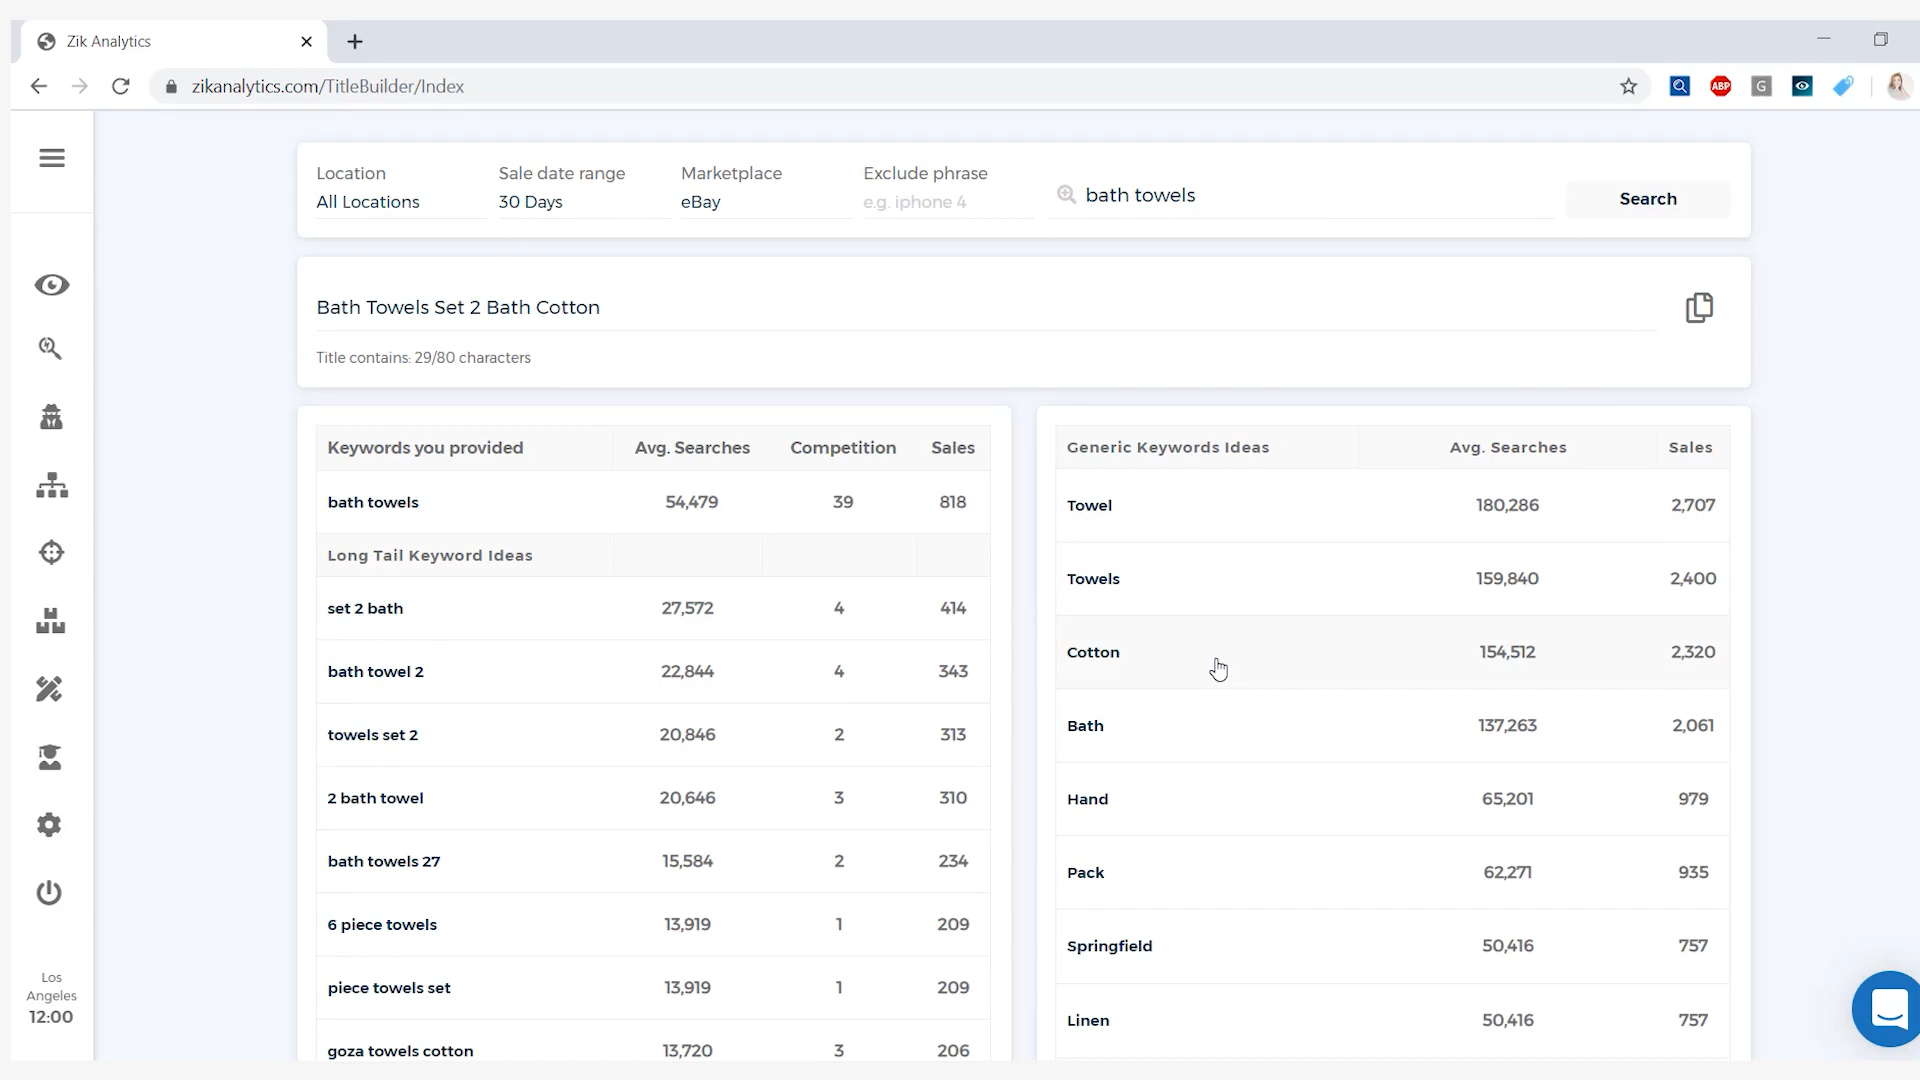 Zik Analytics
zikanalytics.com/TitleBuilder/Index
ABP
G
Location Sale date range Marketplace Exclude phrase
All Locations 30 Days eBay e.g. iphone 4 bath towels Search
Bath Towels Set 2 Bath Cotton
Title contains: 29/80 characters
Keywords you provided Avg. Searches Competition Sales
bath towels 54,479 39 818
Long Tail Keyword Ideas
set 2 bath 27,572 4 414
bath towel 2 22,844 4 343
towels set 2 20,846 2 313
2 bath towel 20,646 3 310
bath towels 27 15,584 2 234
6 piece towels 13,919 1 209
piece towels set 13,919 1 209
goza towels cotton 13,720 3 206
Generic Keywords Ideas Avg. Searches Sales
Towel 180,286 2,707
Towels 159,840 2,400
Cotton 154,512 2,320
Bath 137,263 2,061
Hand 65,201 979
Pack 62,271 935
Springfield 50,416 757
Linen 50,416 757
Los
Angeles
12:00